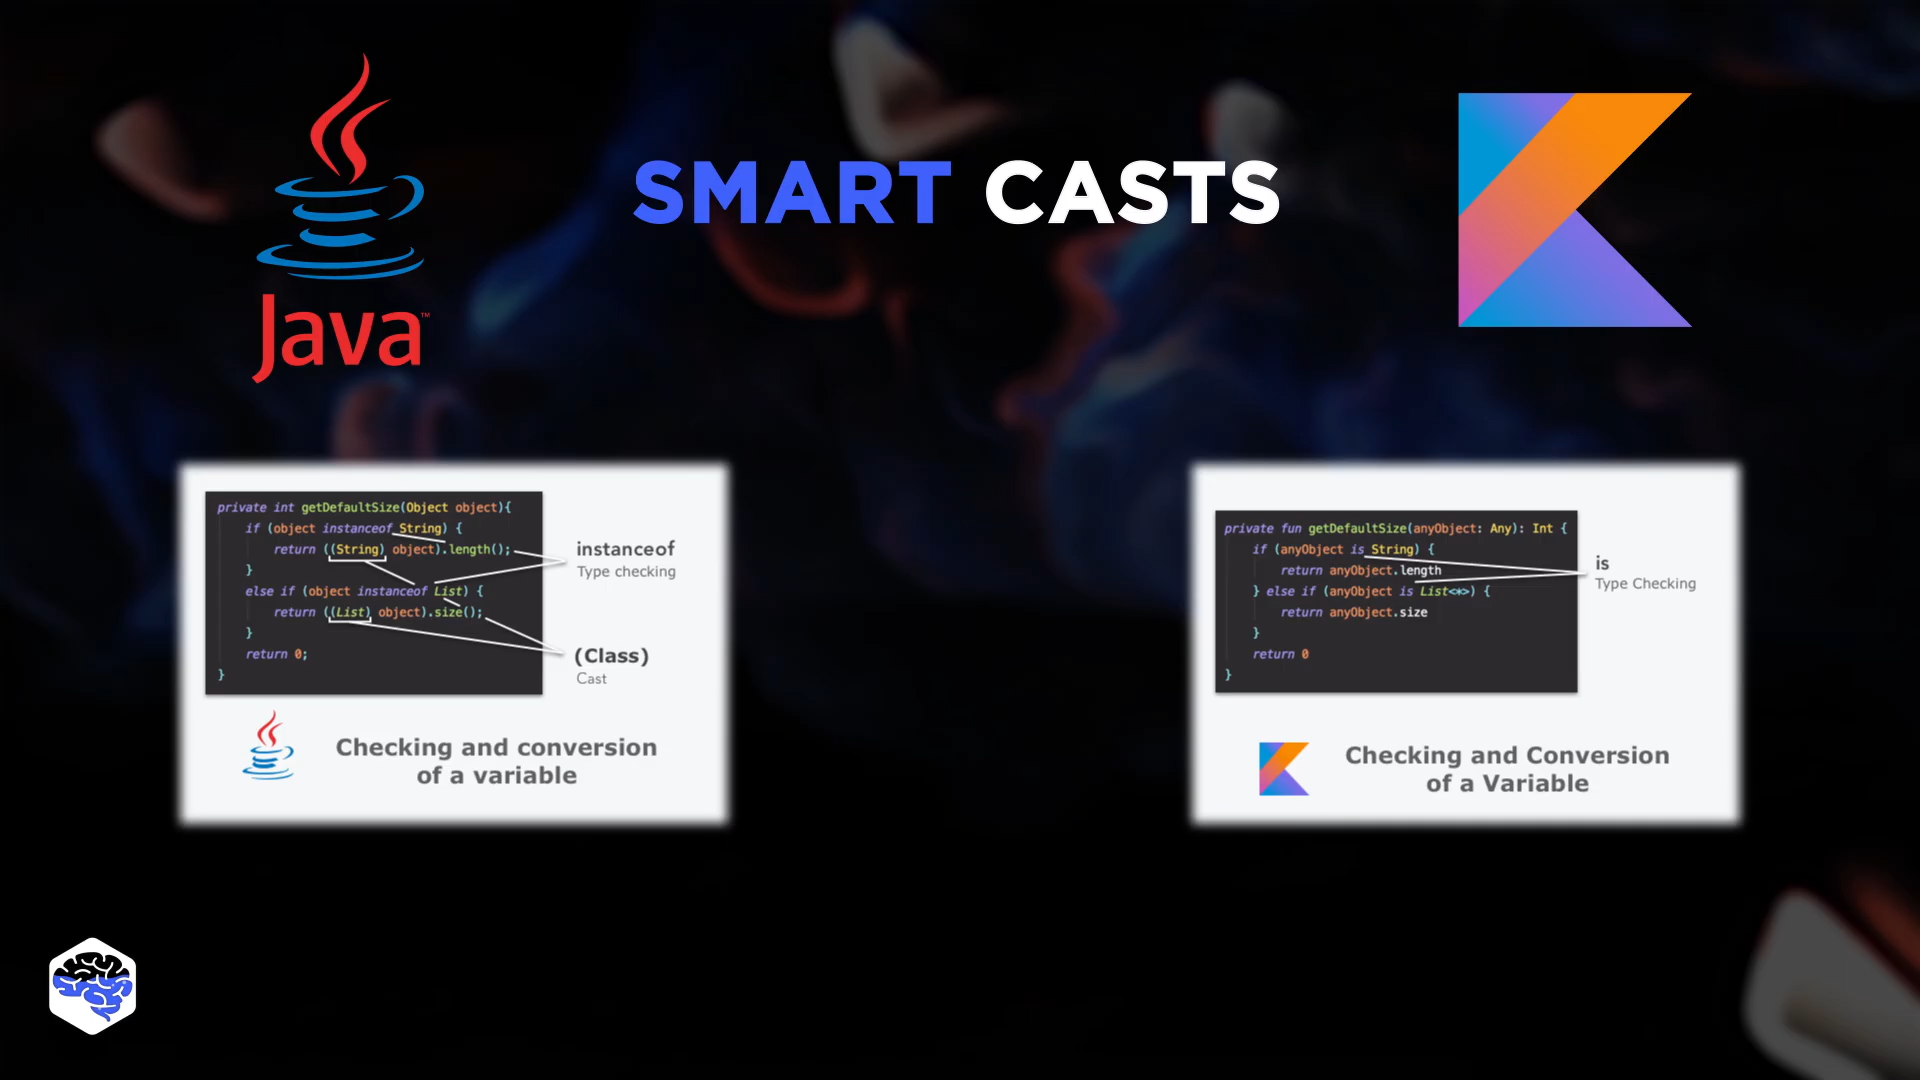 Java™
SMART CASTS
private int getDefaultSize(Object object){
if (object instanceof String) {
return ((String) object).length();
}
else if (object instanceof List) {
return ((List) object).size();
}
return 0;
}
instanceof
Type checking
(Class)
Cast
Checking and conversion
of a variable
private fun getDefaultSize(anyObject: Any): Int {
if (anyObject is String) {
return anyObject.length
} else if (anyObject is List<*>) {
return anyObject.size
}
return 0
}
is
Type Checking
Checking and Conversion
of a Variable